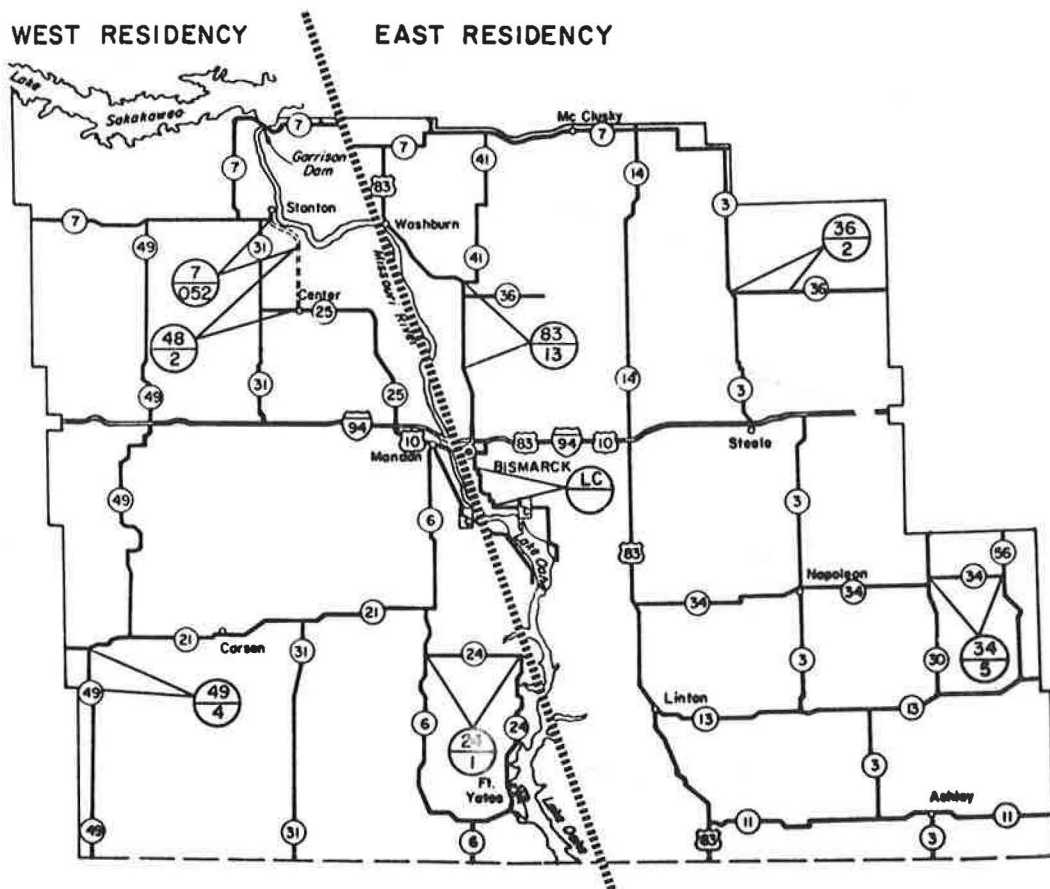 WEST RESIDENCY
EAST RESIDENCY
Lake
Sakakawea
Garrison
Dam
7
Mc Clusky
7
7
41
14
7
83
3
Stanton
7
49
31
Washburn
41
36
2
7
052
Missouri River
36
36
Center
25
48
2
83
13
49
31
25
14
3
94
10
83
94
10
Steele
Mandan
BISMARCK
LC
49
6
3
Lake Oahe
83
56
34
Napoleon
34
34
21
21
Carson
31
24
3
30
34
5
49
49
4
Linton
13
13
6
24
24
1
3
Ft.
Yates
Ashley
Lake Oahe
49
31
6
83
11
11
3